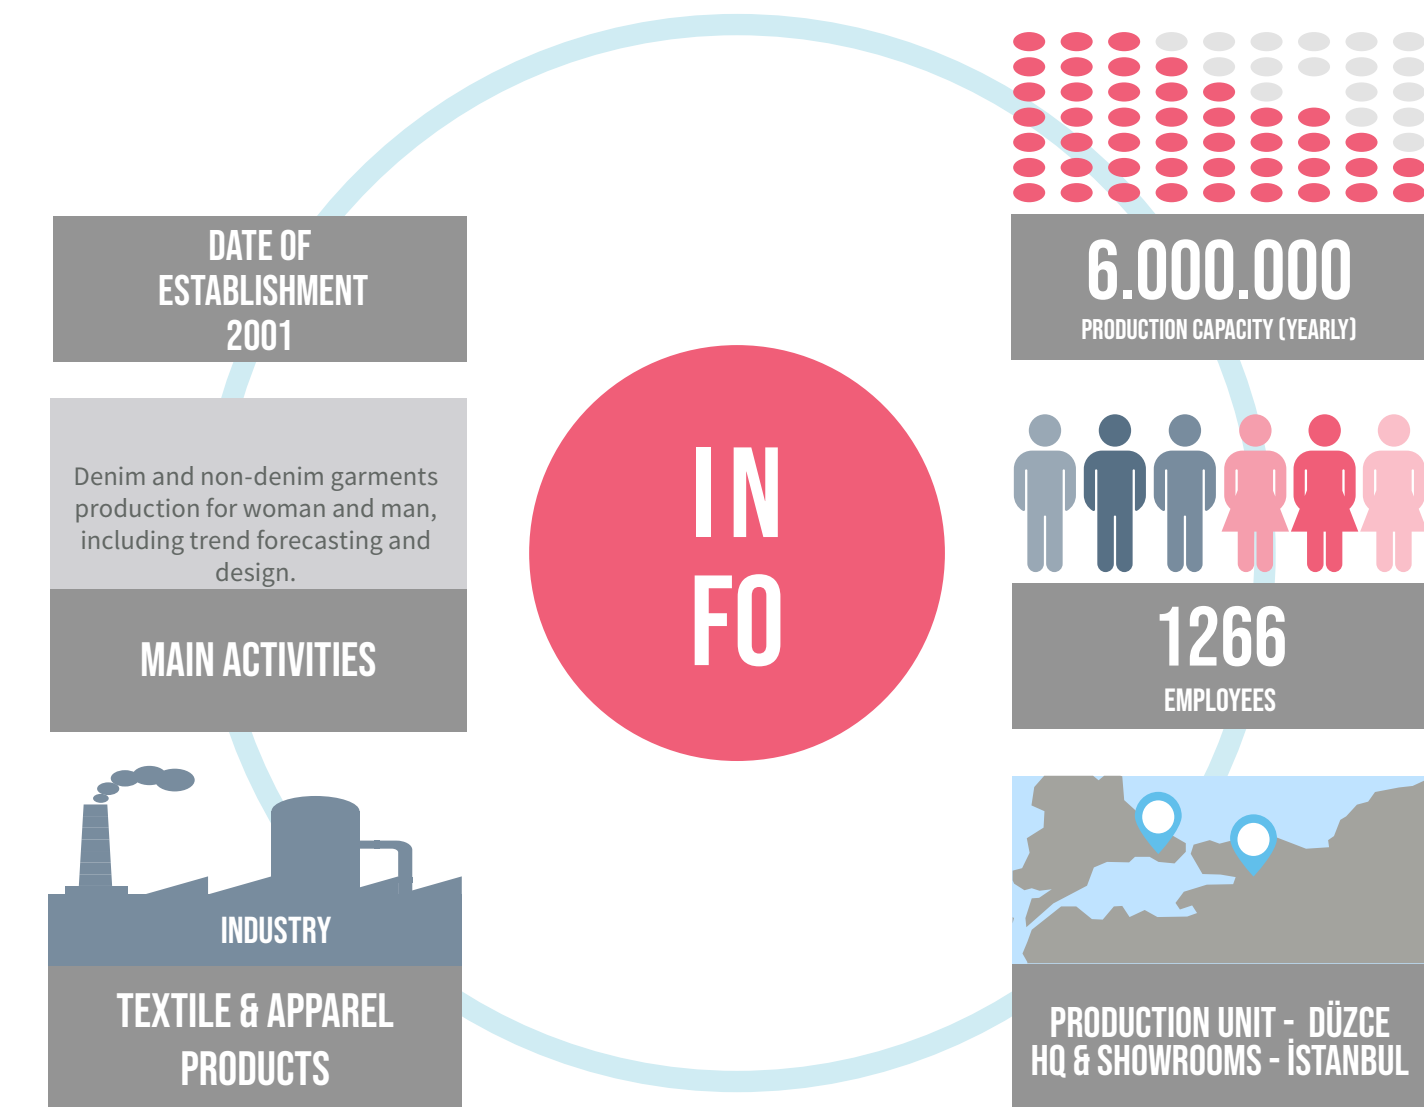 DATE OF
ESTABLISHMENT
2001
Denim and non-denim garments
production for woman and man,
including trend forecasting and
design.
MAIN ACTIVITIES
INDUSTRY
TEXTILE & APPAREL
PRODUCTS
IN
FO
6.000.000
PRODUCTION CAPACITY (YEARLY)
1266
EMPLOYEES
PRODUCTION UNIT - DÜZCE
HQ & SHOWROOMS - İSTANBUL